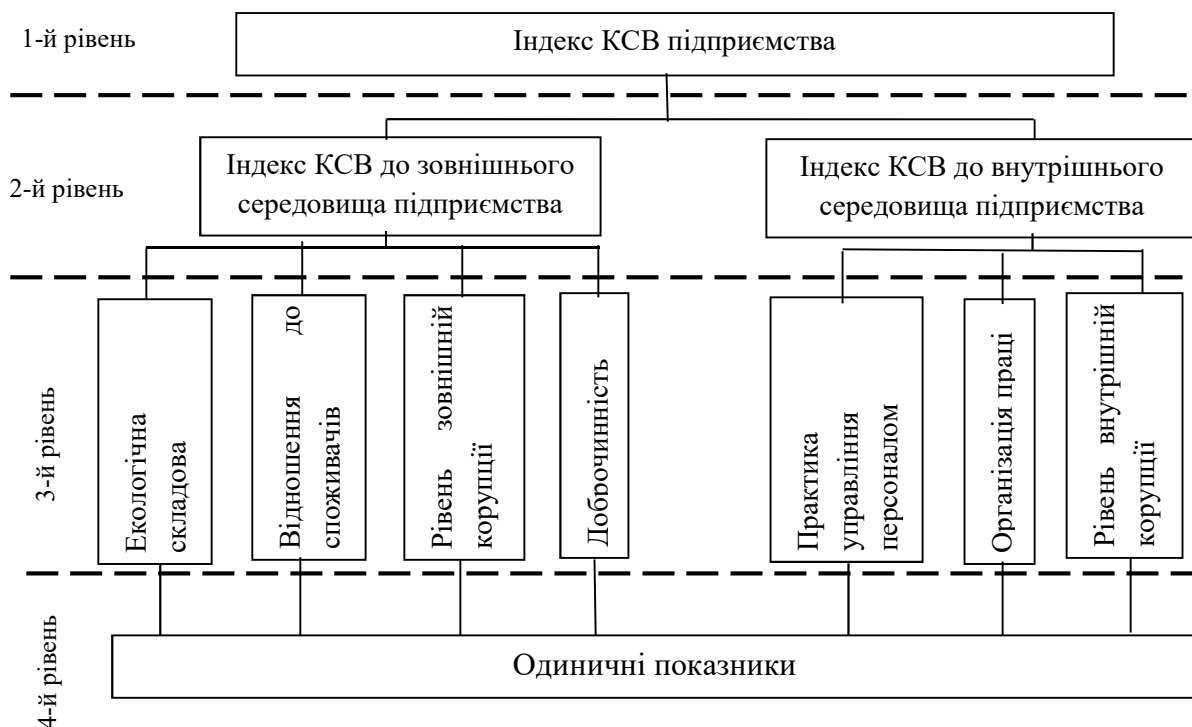 1-й рівень
Індекс КСВ підприємства
2-й рівень
Індекс КСВ до зовнішнього
середовища підприємства
Індекс КСВ до внутрішнього
середовища підприємства
3-й рівень
Екологічна
складова
Відношення до
споживачів
Рівень зовнішній
корупції
Доброчинність
Практика
управління
персоналом
Організація праці
Рівень внутрішній
корупції
4-й рівень
Одиничні показники